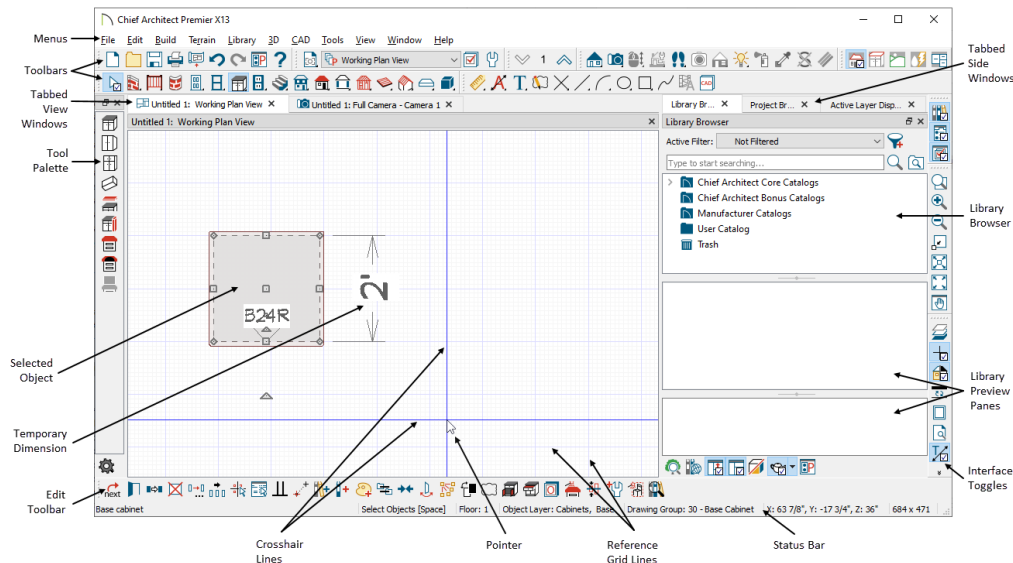 Chief Architect Premier X13
Menus
File Edit Build Terrain Library 3D CAD Tools View Window Help
Toolbars
Working Plan View
1
CAD
Tabbed
Side
Windows
Tabbed
View
Windows
Untitled 1: Working Plan View
Untitled 1: Full Camera - Camera 1
Library Br...
Project Br...
Active Layer Disp...
Untitled 1: Working Plan View
Library Browser
Active Filter: Not Filtered
Type to start searching...
Tool
Palette
Chief Architect Core Catalogs
Chief Architect Bonus Catalogs
Manufacturer Catalogs
User Catalog
Trash
Library
Browser
2'
B24R
Selected
Object
Library
Preview
Panes
Temporary
Dimension
Interface
Toggles
Edit
Toolbar
next
Base cabinet
Select Objects [Space]
Floor: 1
Object Layer: Cabinets, Base
Drawing Group: 30 - Base Cabinet
X: 63 7/8", Y: -17 3/4", Z: 36"
684 x 471
Crosshair
Lines
Pointer
Reference
Grid Lines
Status Bar